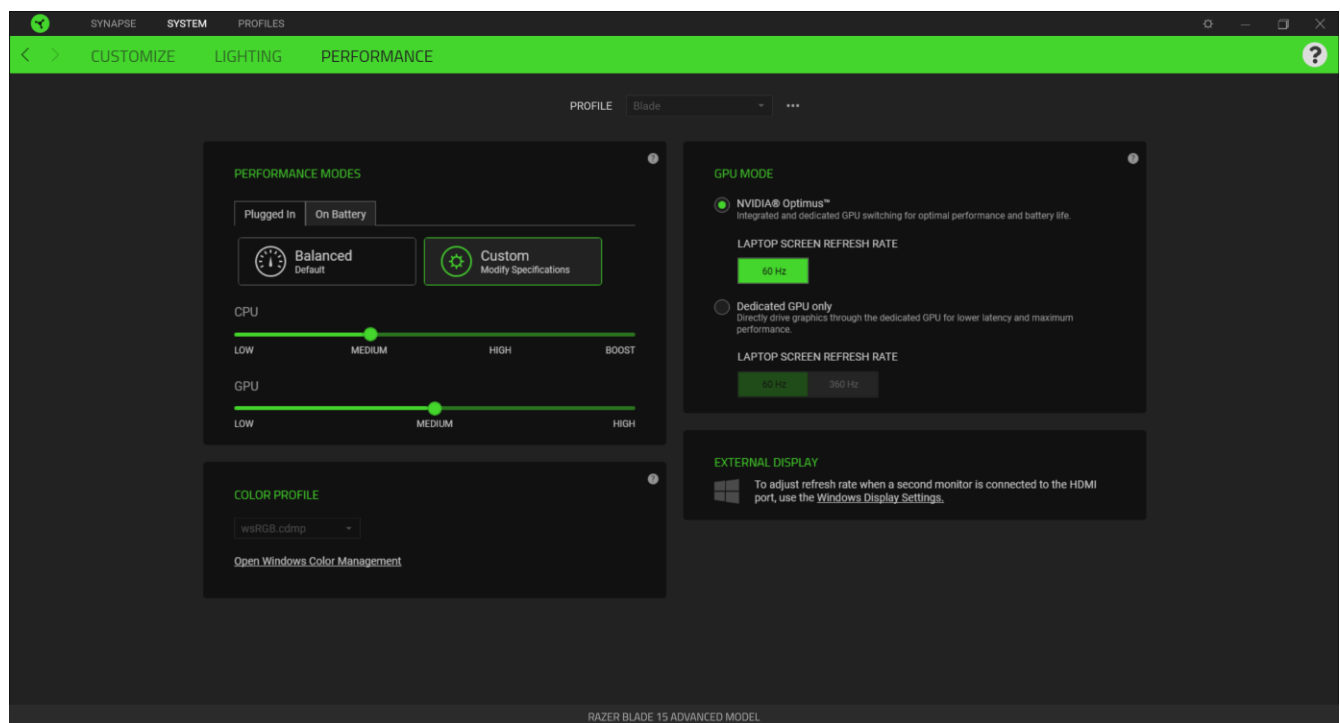 SYNAPSE SYSTEM PROFILES
CUSTOMIZE LIGHTING PERFORMANCE
?
PROFILE Blade
PERFORMANCE MODES
?
Plugged In On Battery
Balanced
Default
Custom
Modify Specifications
CPU
LOW MEDIUM HIGH BOOST
GPU
LOW MEDIUM HIGH
COLOR PROFILE
?
wsRGB.cdmp
Open Windows Color Management
GPU MODE
?
NVIDIA® Optimus™
Integrated and dedicated GPU switching for optimal performance and battery life.
LAPTOP SCREEN REFRESH RATE
60 Hz
Dedicated GPU only
Directly drive graphics through the dedicated GPU for lower latency and maximum
performance.
LAPTOP SCREEN REFRESH RATE
60 Hz 360 Hz
EXTERNAL DISPLAY
To adjust refresh rate when a second monitor is connected to the HDMI
port, use the Windows Display Settings.
RAZER BLADE 15 ADVANCED MODEL